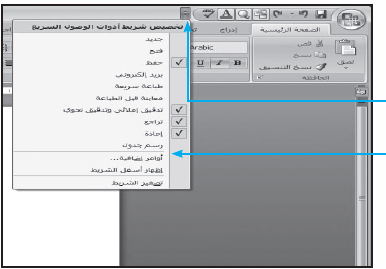 تخصيص شريط أدوات الوصول السريع
جديد
فتح
حفظ
بريد إلكتروني
طباعة سريعة
معاينة قبل الطباعة
تدقيق إملائي وتدقيق نحوي
تراجع
إعادة
رسم جدول
أوامر إضافية...
إظهار أسفل الشريط
تصغير الشريط
الصفحة الرئيسية
إدراج
قص
Arabic
نسخ
لصق
نسخ التنسيق
U I B
الحافظة